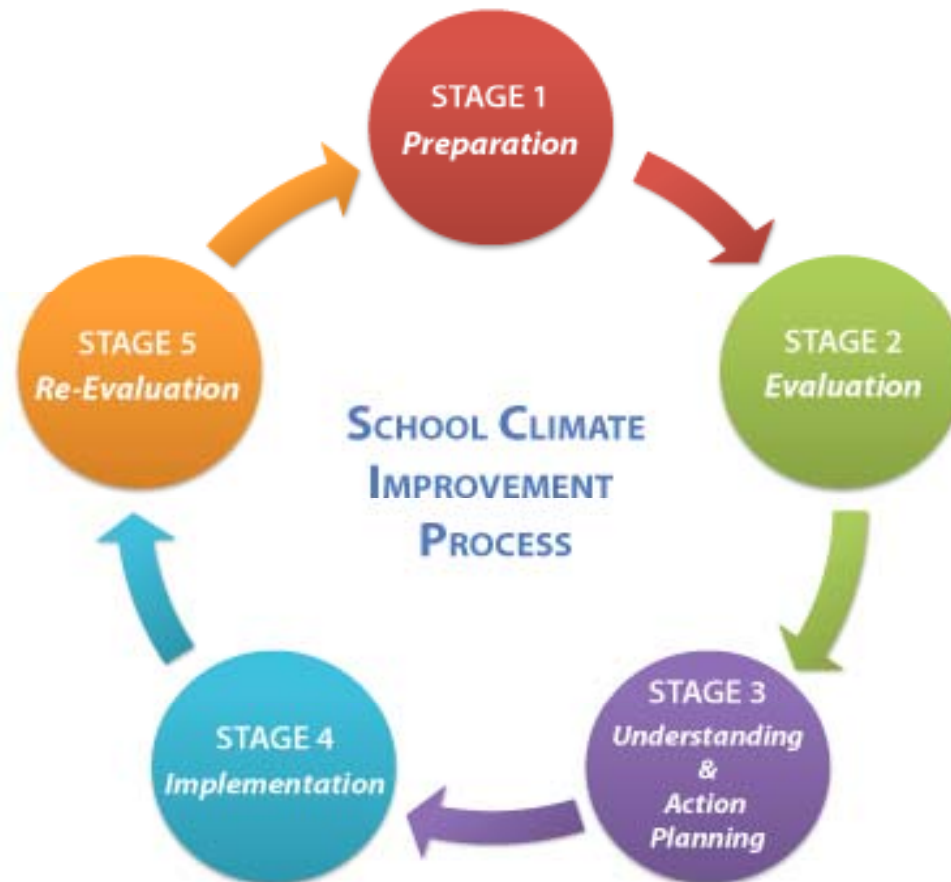 STAGE 1
Preparation
STAGE 2
Evaluation
STAGE 3
Understanding
&
Action
Planning
STAGE 4
Implementation
STAGE 5
Re-Evaluation
SCHOOL CLIMATE
IMPROVEMENT
PROCESS